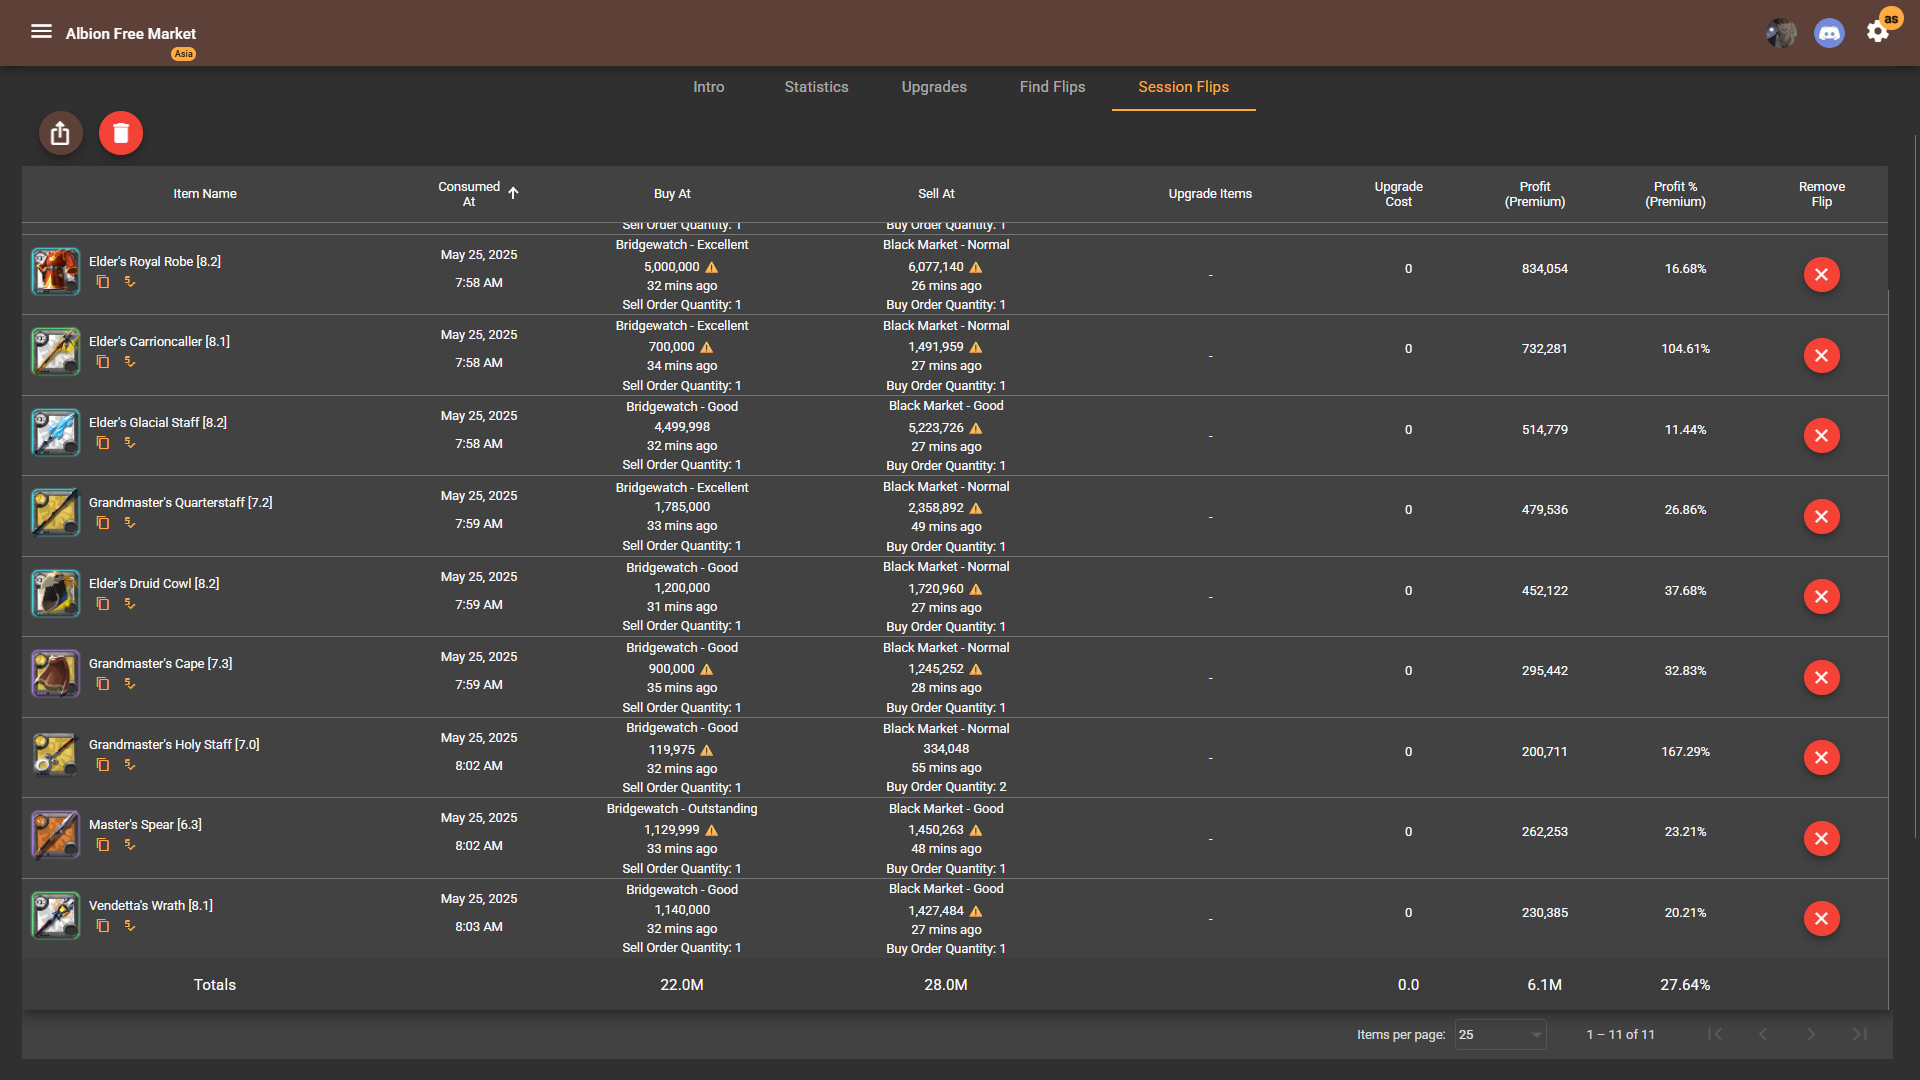 Albion Free Market
Asia
as
Intro
Statistics
Upgrades
Find Flips
Session Flips
Item Name
Consumed At
Buy At
Sell At
Upgrade Items
Upgrade Cost
Profit (Premium)
Profit % (Premium)
Remove Flip
Sell Order Quantity: 1
Buy Order Quantity: 1
Elder's Royal Robe [8.2]
May 25, 2025
7:58 AM
Bridgewatch - Excellent
5,000,000
32 mins ago
Sell Order Quantity: 1
Black Market - Normal
6,077,140
26 mins ago
Buy Order Quantity: 1
-
0
834,054
16.68%
Elder's Carrioncaller [8.1]
May 25, 2025
7:58 AM
Bridgewatch - Excellent
700,000
34 mins ago
Sell Order Quantity: 1
Black Market - Normal
1,491,959
27 mins ago
Buy Order Quantity: 1
-
0
732,281
104.61%
Elder's Glacial Staff [8.2]
May 25, 2025
7:58 AM
Bridgewatch - Good
4,499,998
32 mins ago
Sell Order Quantity: 1
Black Market - Good
5,223,726
27 mins ago
Buy Order Quantity: 1
-
0
514,779
11.44%
Grandmaster's Quarterstaff [7.2]
May 25, 2025
7:59 AM
Bridgewatch - Excellent
1,785,000
33 mins ago
Sell Order Quantity: 1
Black Market - Normal
2,358,892
49 mins ago
Buy Order Quantity: 1
-
0
479,536
26.86%
Elder's Druid Cowl [8.2]
May 25, 2025
7:59 AM
Bridgewatch - Good
1,200,000
31 mins ago
Sell Order Quantity: 1
Black Market - Normal
1,720,960
27 mins ago
Buy Order Quantity: 1
-
0
452,122
37.68%
Grandmaster's Cape [7.3]
May 25, 2025
7:59 AM
Bridgewatch - Good
900,000
35 mins ago
Sell Order Quantity: 1
Black Market - Normal
1,245,252
28 mins ago
Buy Order Quantity: 1
-
0
295,442
32.83%
Grandmaster's Holy Staff [7.0]
May 25, 2025
8:02 AM
Bridgewatch - Good
119,975
32 mins ago
Sell Order Quantity: 1
Black Market - Normal
334,048
55 mins ago
Buy Order Quantity: 2
-
0
200,711
167.29%
Master's Spear [6.3]
May 25, 2025
8:02 AM
Bridgewatch - Outstanding
1,129,999
33 mins ago
Sell Order Quantity: 1
Black Market - Good
1,450,263
48 mins ago
Buy Order Quantity: 1
-
0
262,253
23.21%
Vendetta's Wrath [8.1]
May 25, 2025
8:03 AM
Bridgewatch - Good
1,140,000
32 mins ago
Sell Order Quantity: 1
Black Market - Good
1,427,484
27 mins ago
Buy Order Quantity: 1
-
0
230,385
20.21%
Totals
22.0M
28.0M
0.0
6.1M
27.64%
Items per page: 25
1 – 11 of 11